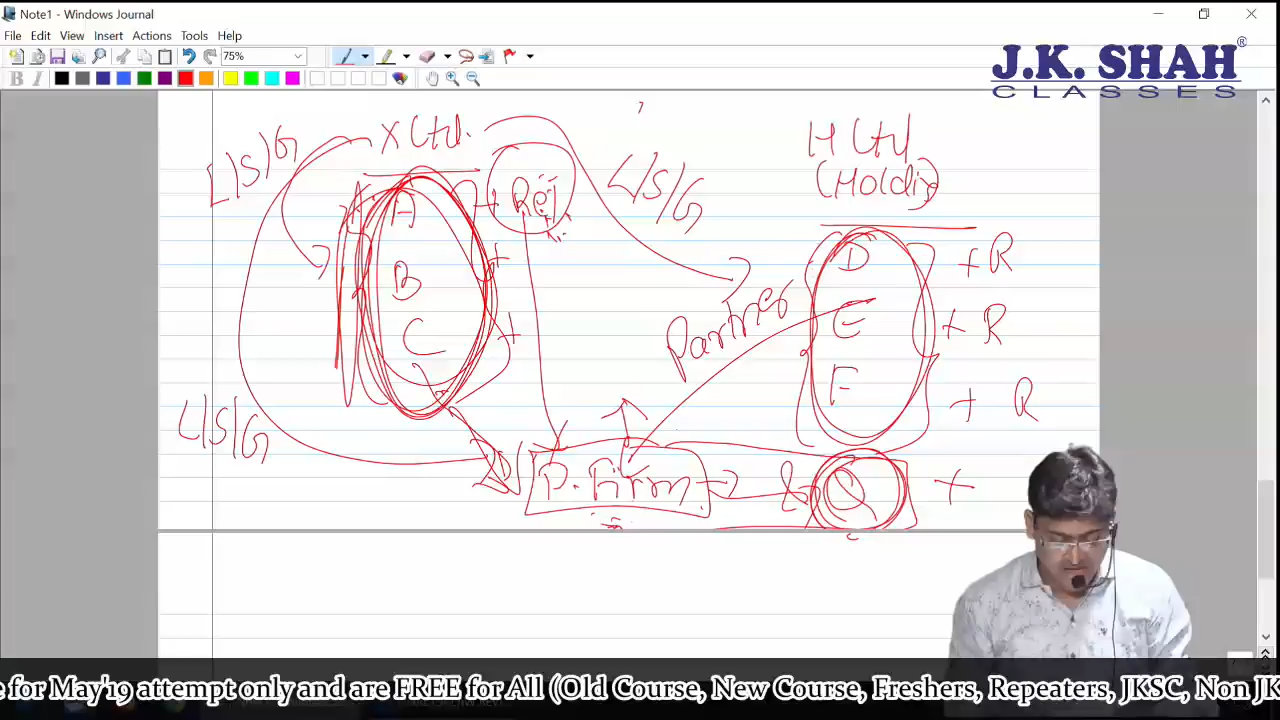 Note1 - Windows Journal
File Edit View Insert Actions Tools Help
75%
J.K. SHAH®
CLASSES
X Ltd.
H Ltd
(Holdi
L/S/G
L/S/G
A + Rel
B +
C +
D + R
E + R
F + R
Partner
L/S/G
P. Firm
& Q +
e for May'19 attempt only and are FREE for All (Old Course, New Course, Freshers, Repeaters, JKSC, Non JK